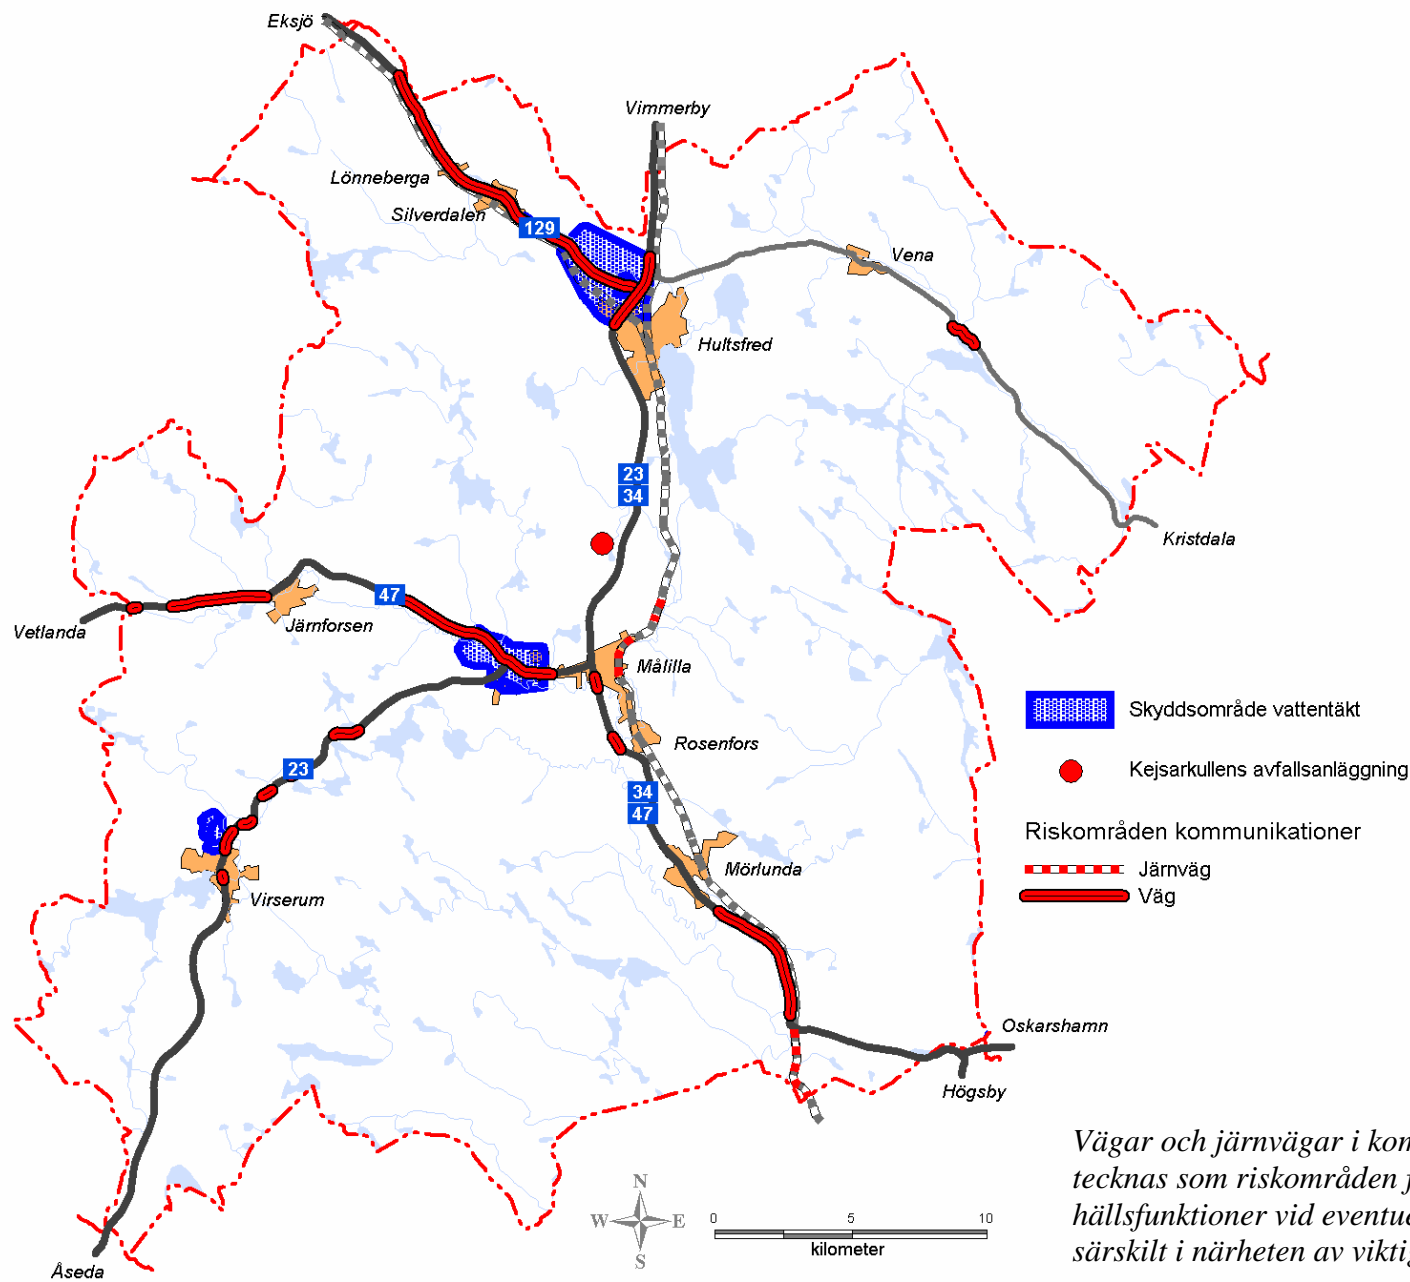 Eksjö
Vimmerby
Lönneberga
Silverdalen
129
Vena
Hultsfred
23
34
Kristdala
47
Vetlanda
Järnforsen
Målilla
Skyddsområde vattentäkt
Rosenfors
Kejsarkullens avfallsanläggning
23
34
47
Riskområden kommunikationer
Järnväg
Väg
Mörlunda
Virserum
Oskarshamn
Högsby
Vägar och järnvägar i kom
tecknas som riskområden f
hällsfunktioner vid eventue
särskilt i närheten av viktig
N
W E
S
0 5 10
kilometer
Åseda